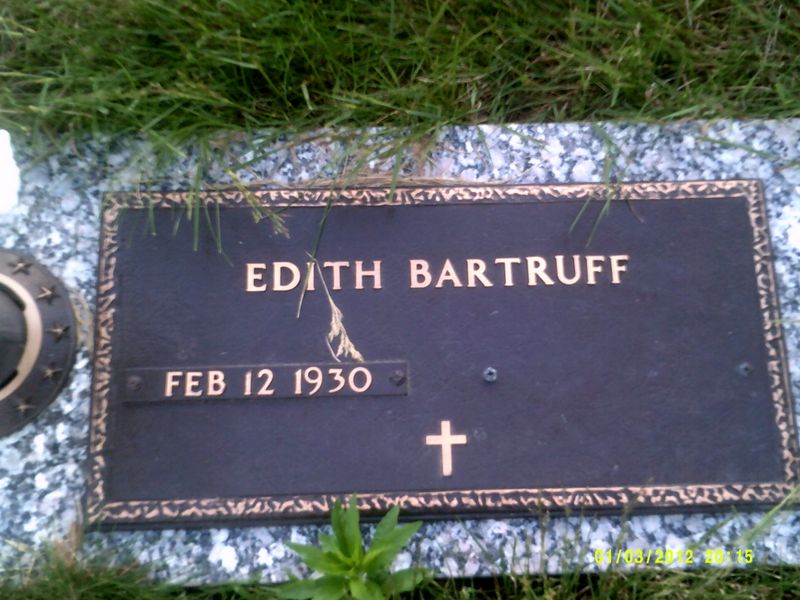 EDITH BARTRUFF
FEB 12 1930
01/03/2012 20:15